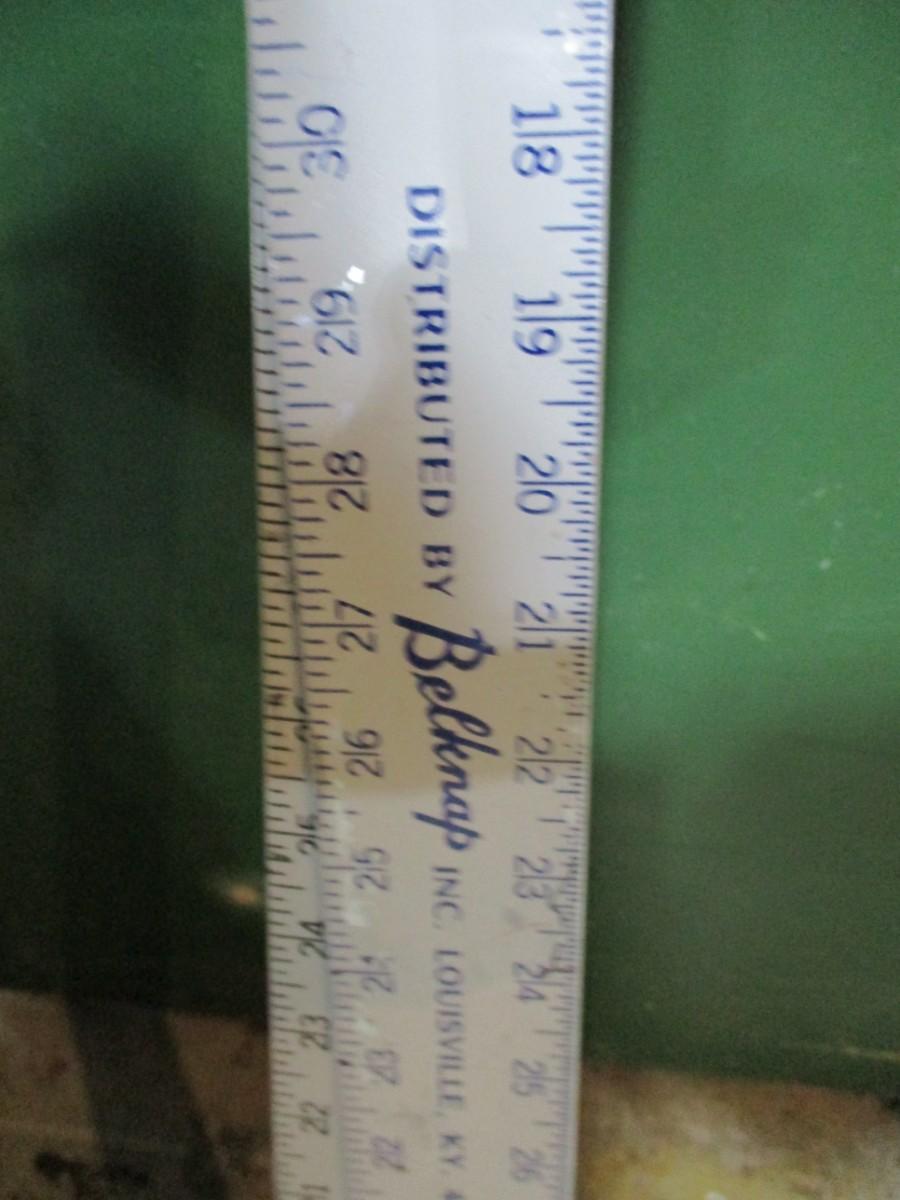 18 19 20 21 22 23 24 25 26
DISTRIBUTED BY Belknap INC. LOUISVILLE, KY.
30 29 28 27 26 25 24 23 22
25 24 23 22